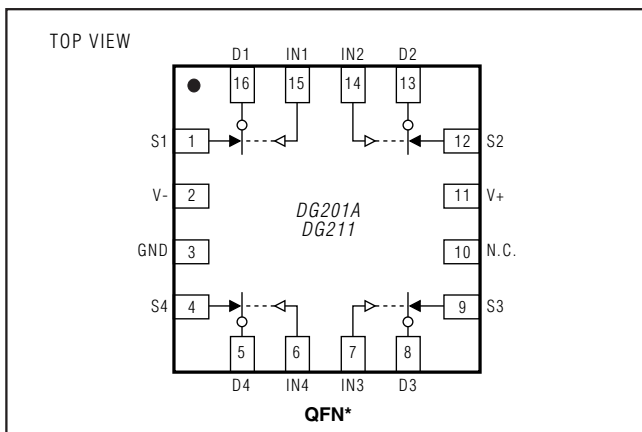 TOP VIEW
D1 IN1 IN2 D2
16 15 14 13
S1 1 12 S2
V- 2 11 V+
DG201A
DG211
GND 3 10 N.C.
S4 4 9 S3
5 6 7 8
D4 IN4 IN3 D3
QFN*